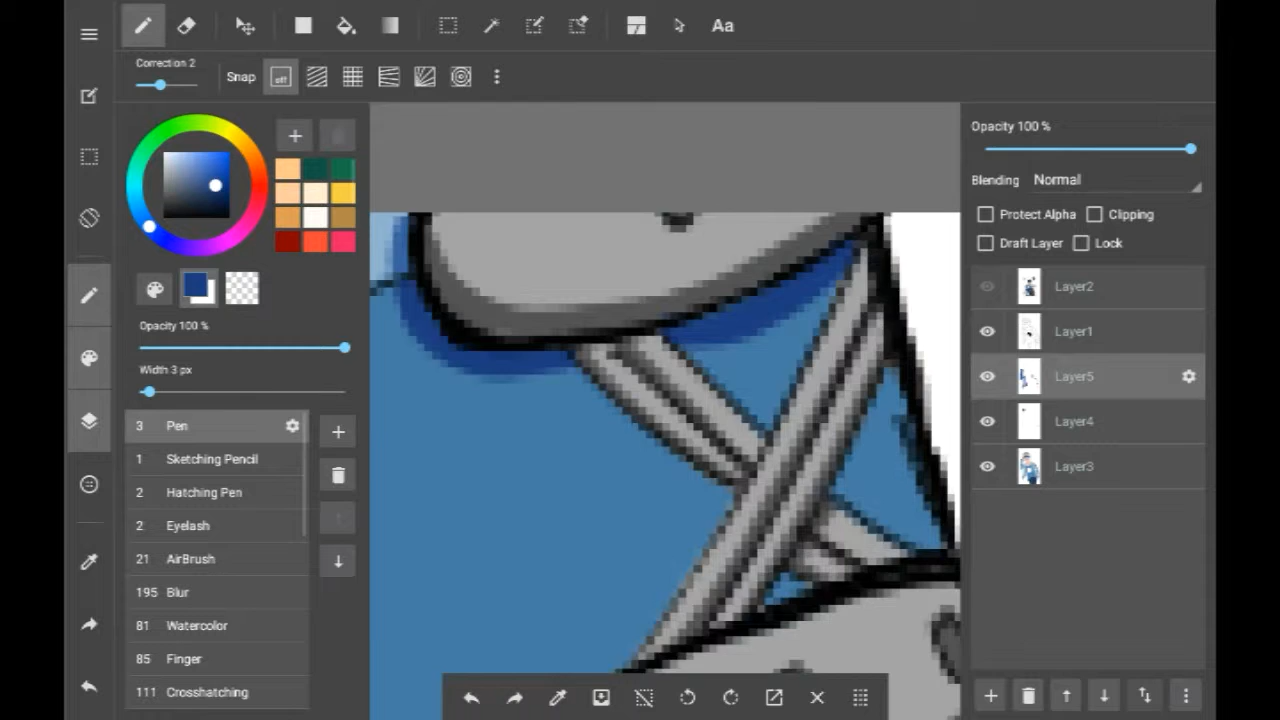 Aa
Correction 2
Snap
off
Opacity 100 %
Width 3 px
3 Pen
1 Sketching Pencil
2 Hatching Pen
2 Eyelash
21 AirBrush
195 Blur
81 Watercolor
85 Finger
111 Crosshatching
Opacity 100 %
Blending Normal
Protect Alpha Clipping
Draft Layer Lock
Layer2
Layer1
Layer5
Layer4
Layer3